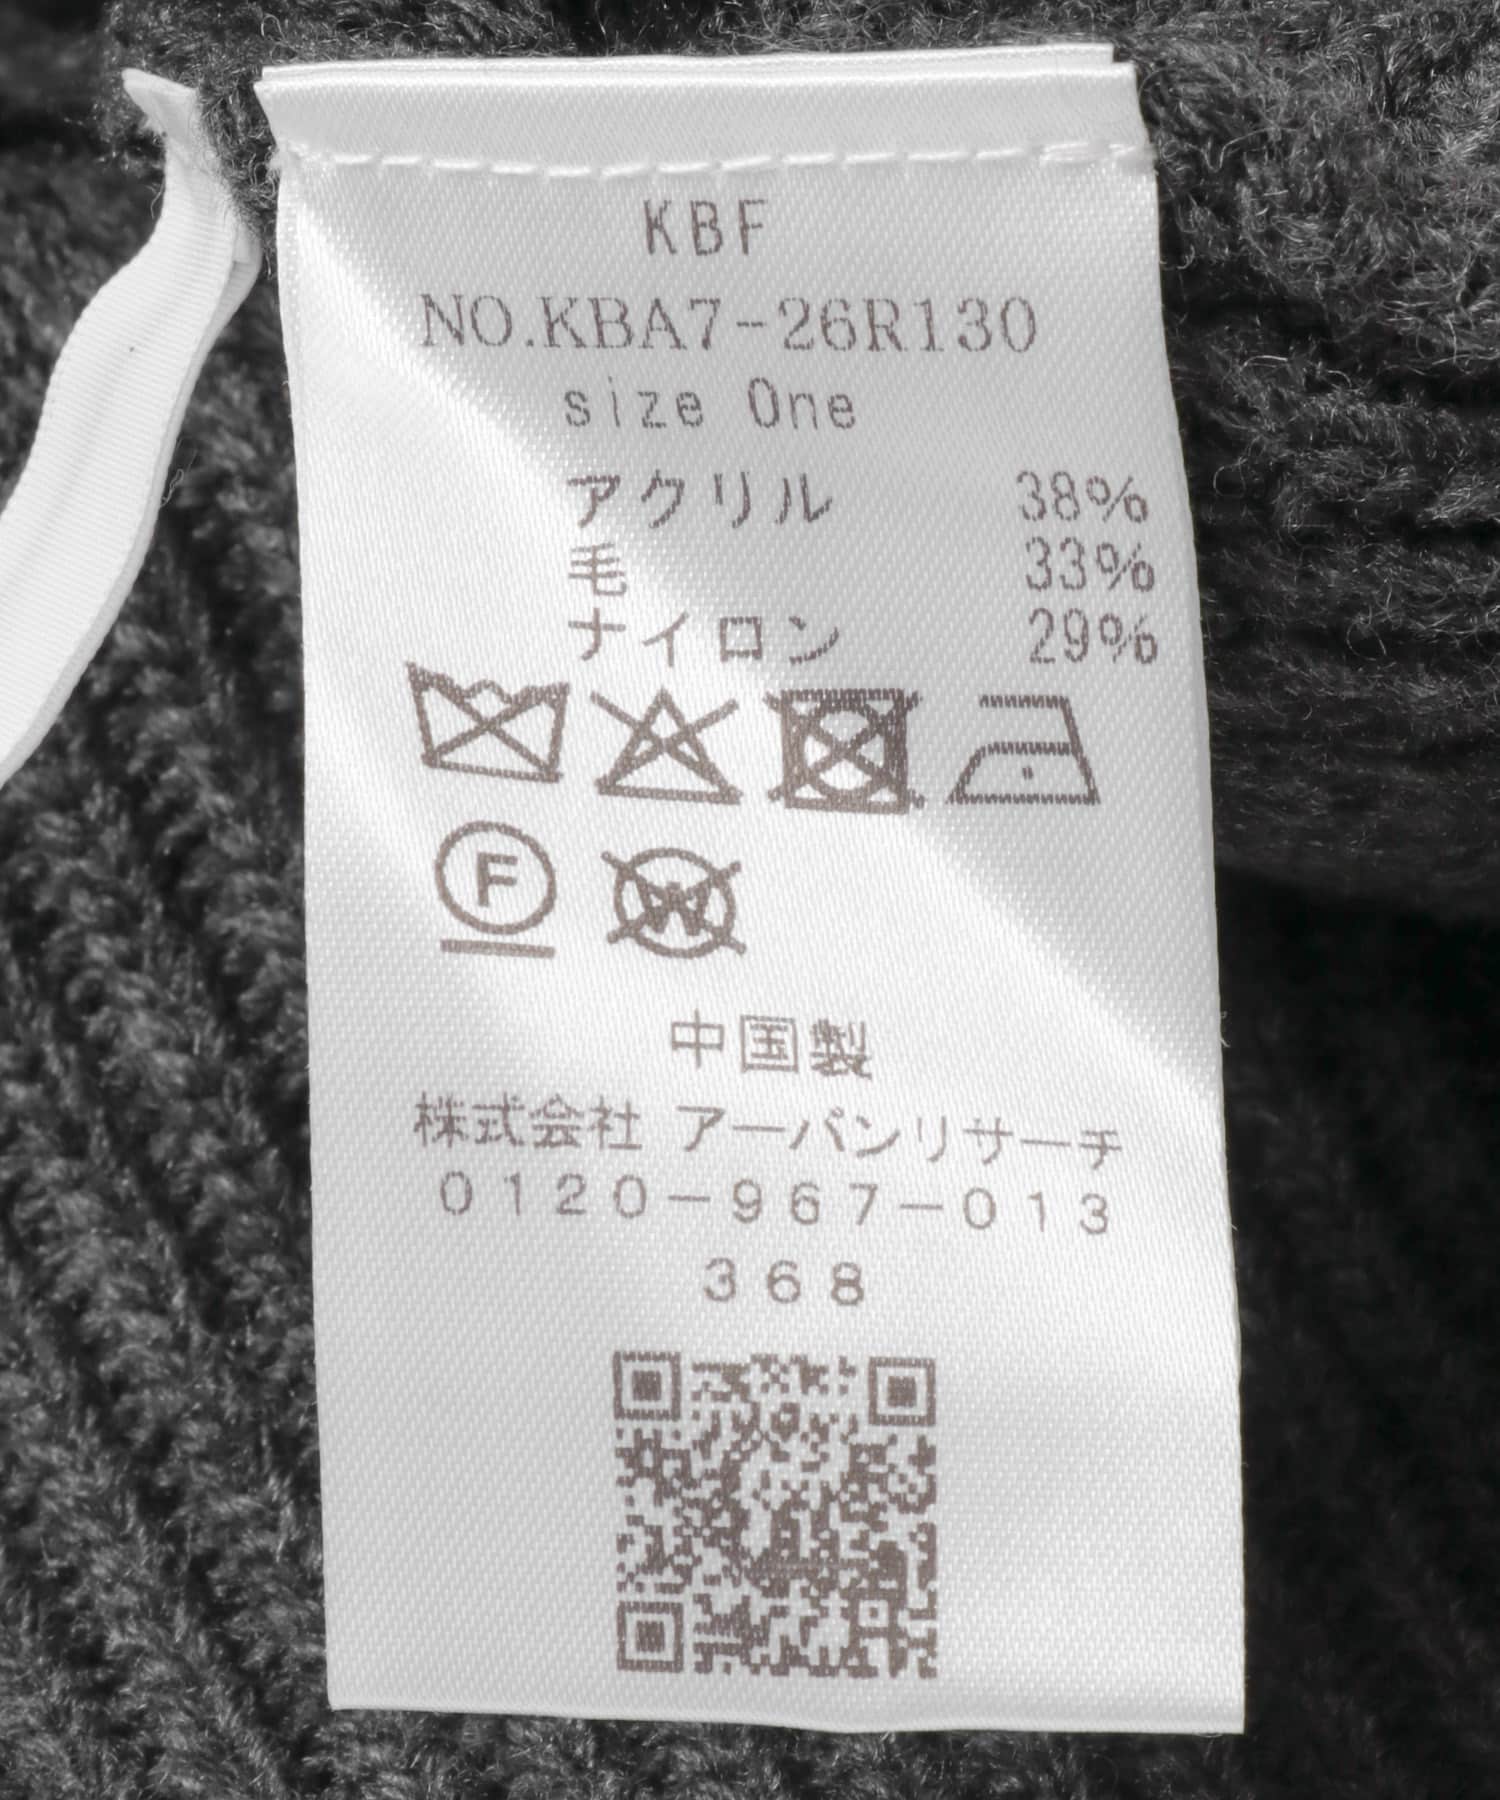 KBF
NO.KBA7-26R130
size One
アクリル 38%
毛 33%
ナイロン 29%
F W
中国製
株式会社 アーバンリサーチ
0120-967-013
368